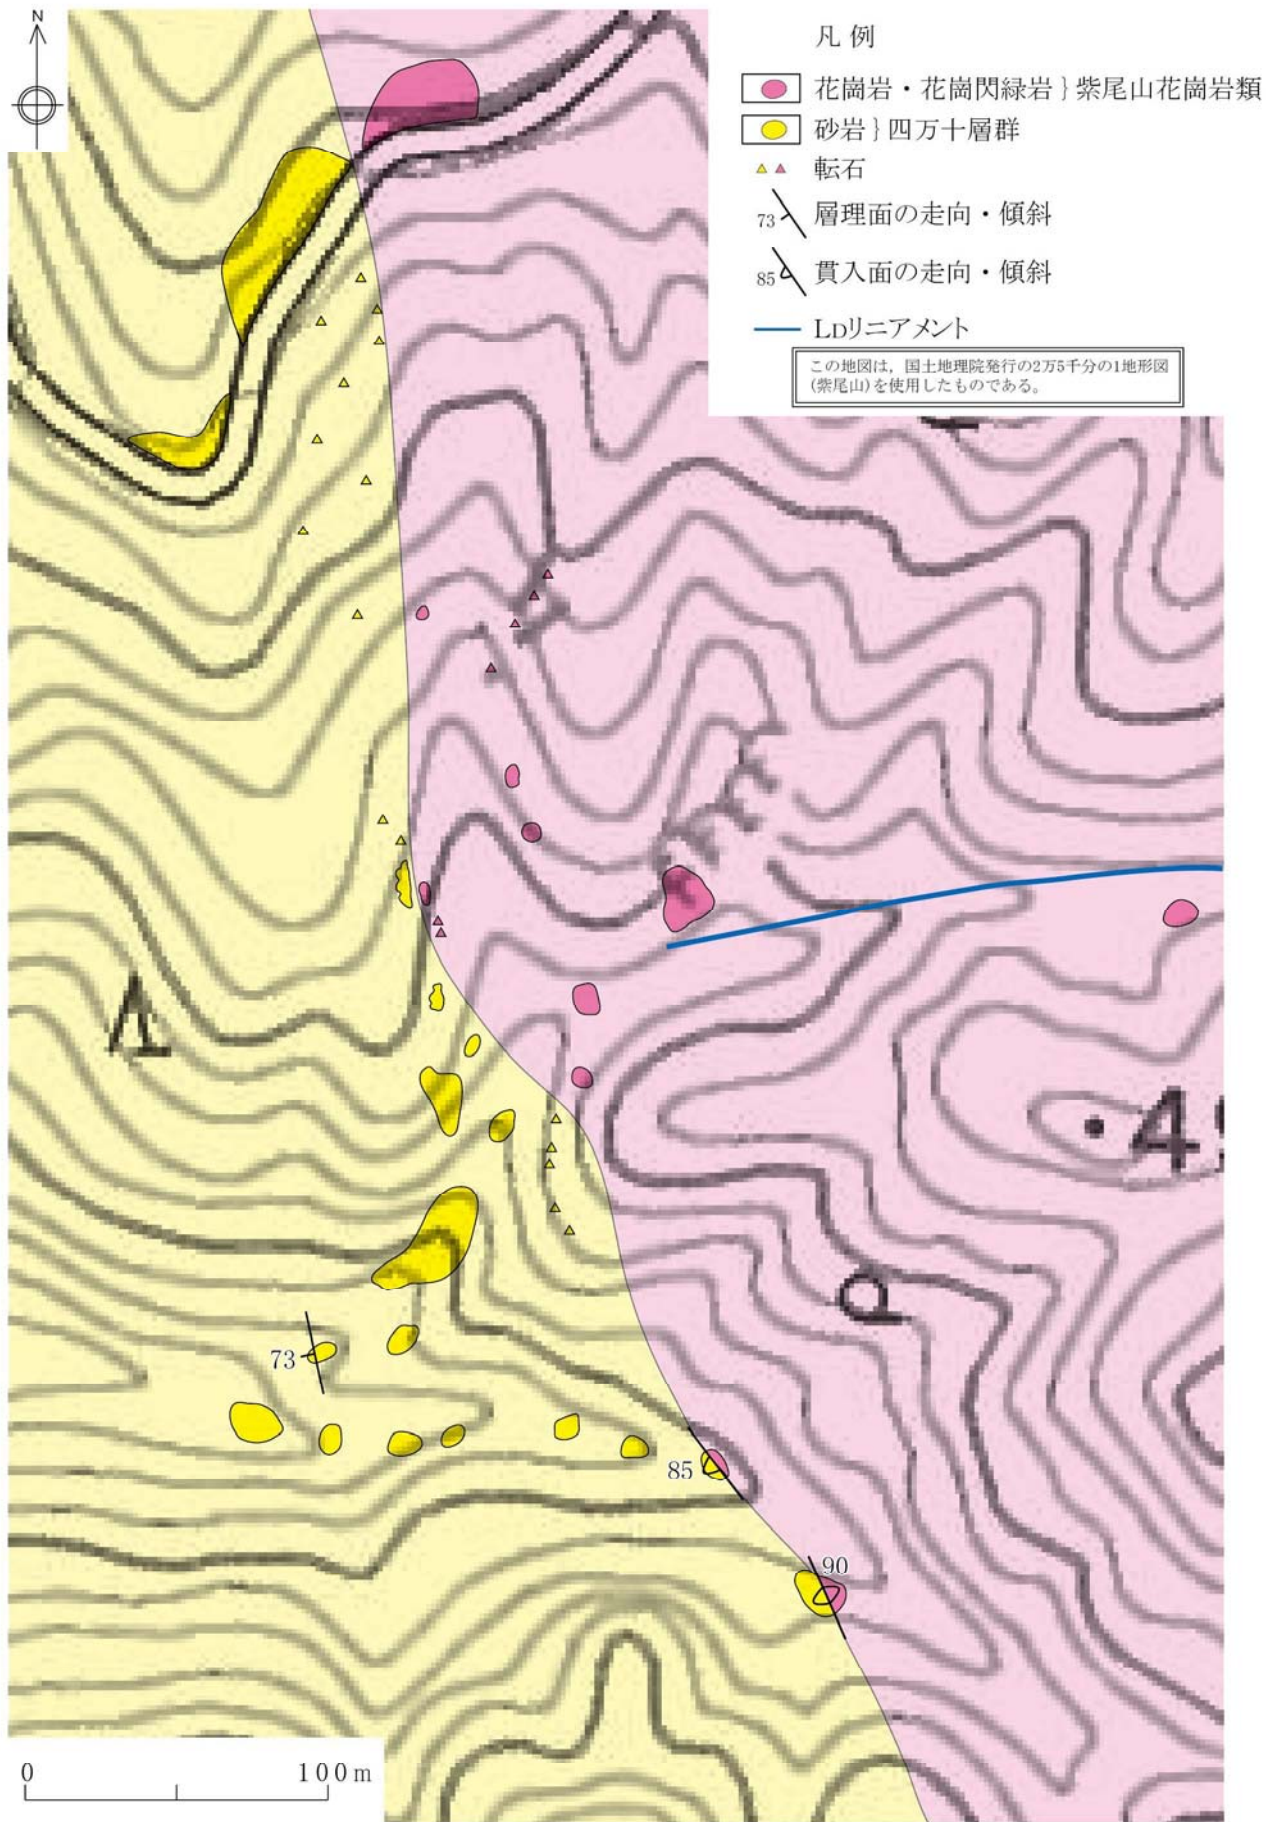 N
凡 例
花崗岩・花崗閃緑岩 } 紫尾山花崗岩類
砂岩 } 四万十層群
転石
73 層理面の走向・傾斜
85 貫入面の走向・傾斜
LDリニアメント
この地図は，国土地理院発行の2万5千分の1地形図
(紫尾山)を使用したものである。
73
85
90
0 100m